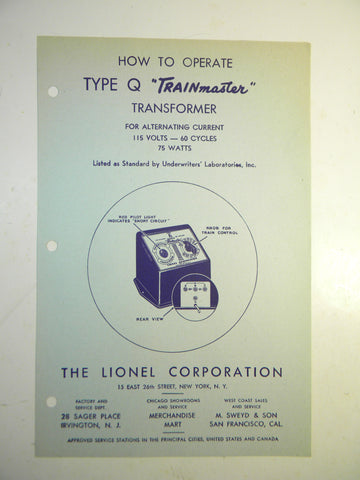 HOW TO OPERATE
TYPE Q "TRAINmaster"
TRANSFORMER
FOR ALTERNATING CURRENT
115 VOLTS — 60 CYCLES
75 WATTS
Listed as Standard by Underwriters' Laboratories, Inc.
RED PILOT LIGHT
INDICATES "SHORT CIRCUIT"
KNOB FOR
TRAIN CONTROL
REAR VIEW
THE LIONEL CORPORATION
15 EAST 26th STREET, NEW YORK, N. Y.
FACTORY AND
SERVICE DEPT.
28 SAGER PLACE
IRVINGTON, N. J.
CHICAGO SHOWROOMS
AND SERVICE
MERCHANDISE
MART
WEST COAST SALES
AND SERVICE
M. SWEYD & SON
SAN FRANCISCO, CAL.
APPROVED SERVICE STATIONS IN THE PRINCIPAL CITIES, UNITED STATES AND CANADA